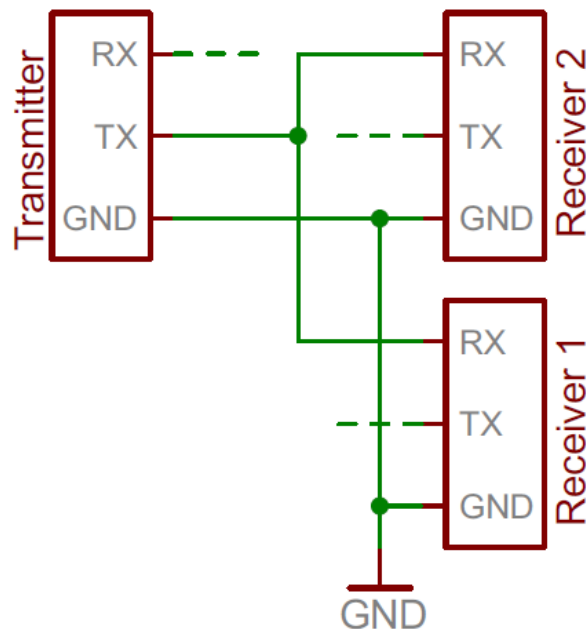 Transmitter
RX
TX
GND
RX
TX
GND
Receiver 2
RX
TX
GND
Receiver 1
GND